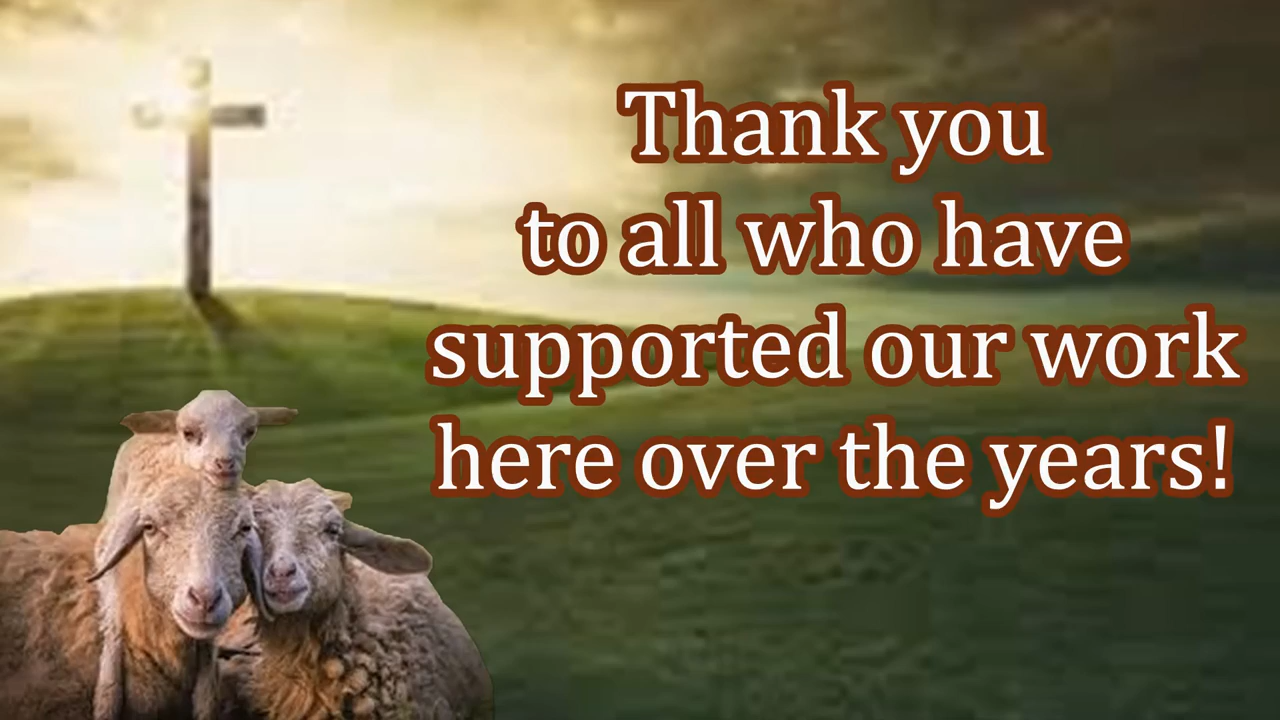 Thank you
to all who have
supported our work
here over the years!